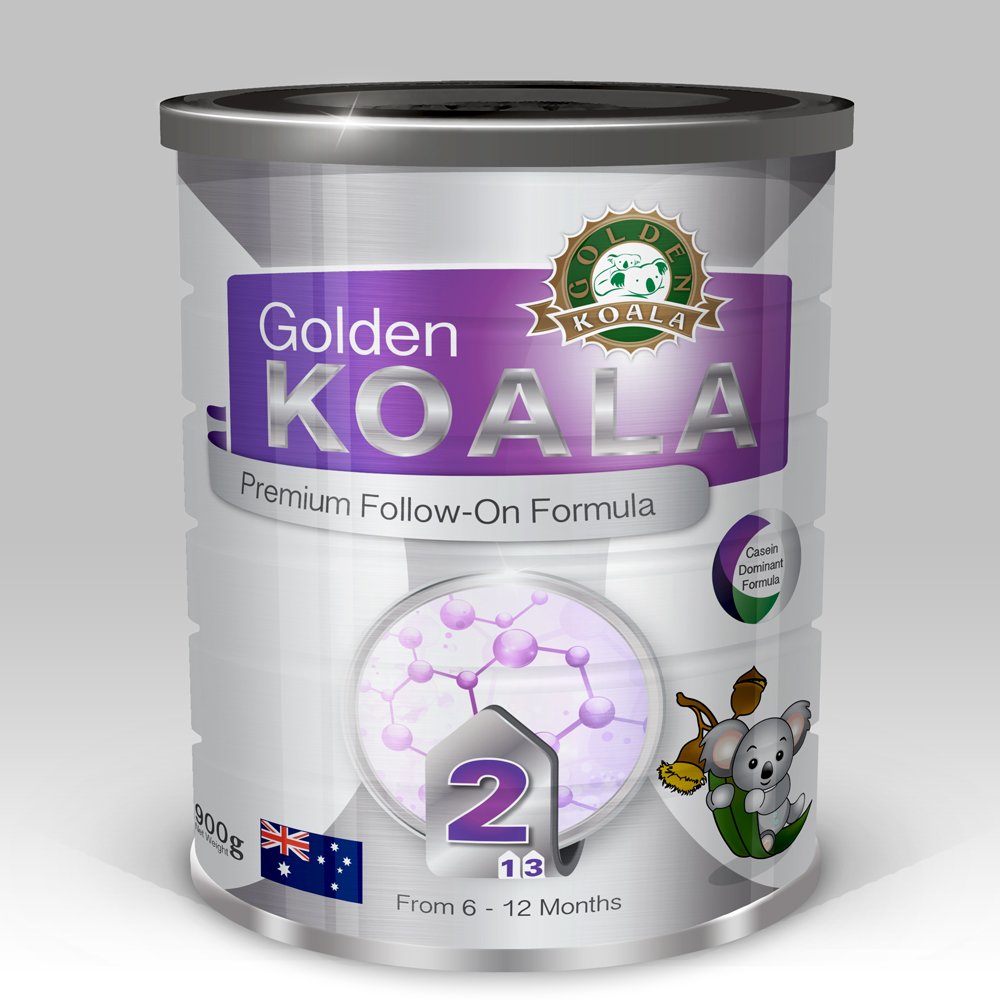 GOLDEN
KOALA
Golden
KOALA
Premium Follow-On Formula
Casein
Dominant
Formula
2
1 3
900g
Net Weight
From 6 - 12 Months